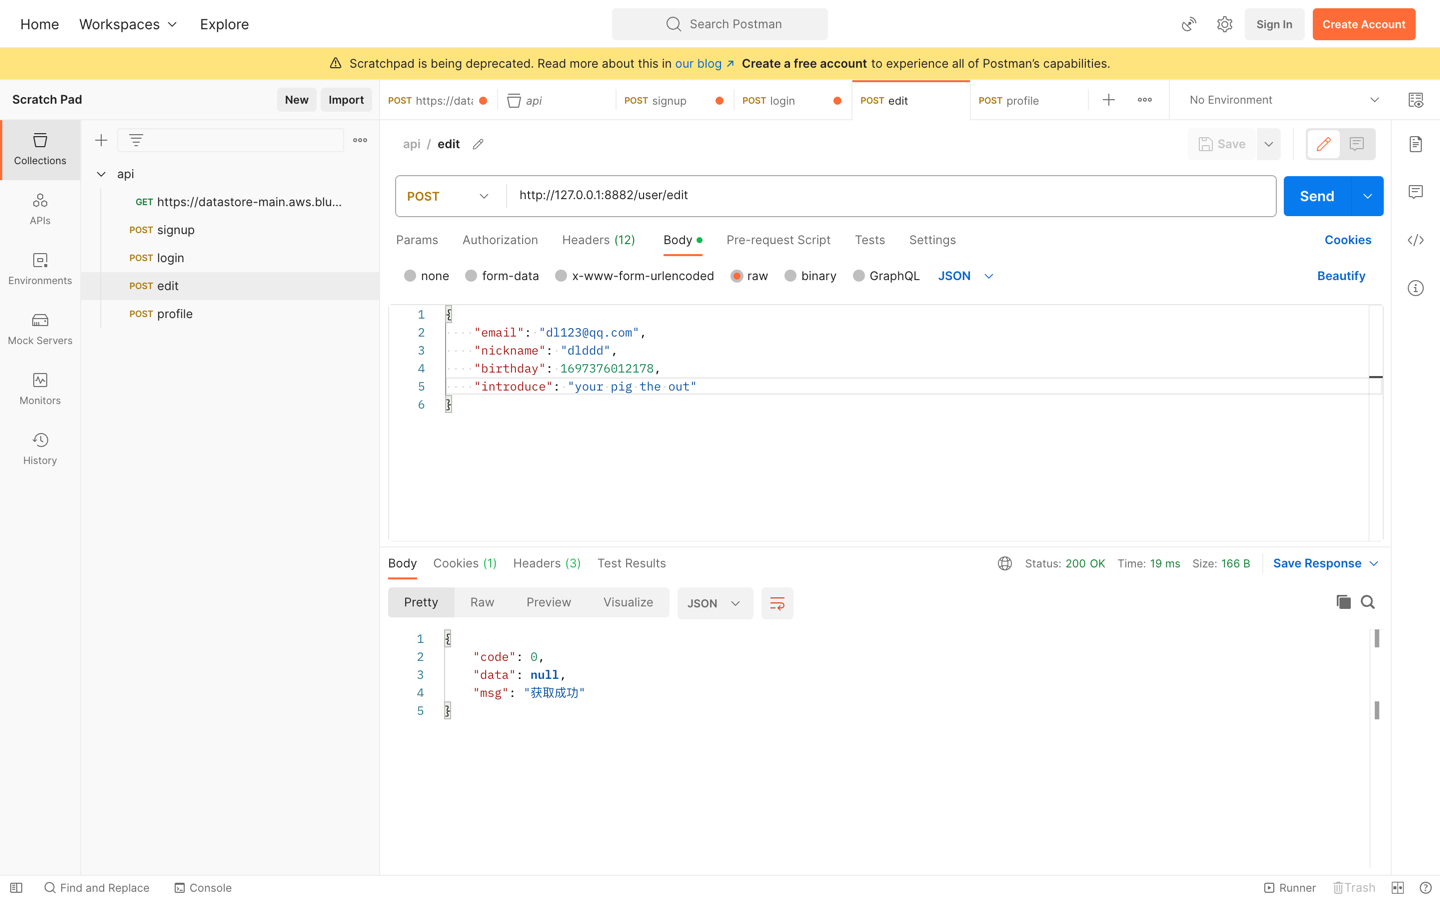 Home Workspaces Explore Search Postman Sign In Create Account
Scratchpad is being deprecated. Read more about this in our blog ↗ Create a free account to experience all of Postman's capabilities.
Scratch Pad New Import
POST https://data POST signup POST login POST edit POST profile
api
No Environment
Collections
APIs
Environments
Mock Servers
Monitors
History
api
GET https://datastore-main.aws.blu...
POST signup
POST login
POST edit
POST profile
api / edit Save
POST http://127.0.0.1:8882/user/edit Send
Params Authorization Headers (12) Body Pre-request Script Tests Settings Cookies
none form-data x-www-form-urlencoded raw binary GraphQL JSON Beautify
1 {
2 "email": "dl123@qq.com",
3 "nickname": "dlddd",
4 "birthday": 1697376012178,
5 "introduce": "your pig the out"
6 }
Body Cookies (1) Headers (3) Test Results Status: 200 OK Time: 19 ms Size: 166 B Save Response
Pretty Raw Preview Visualize JSON
1 {
2 "code": 0,
3 "data": null,
4 "msg": "获取成功"
5 }
Find and Replace Console Runner Trash